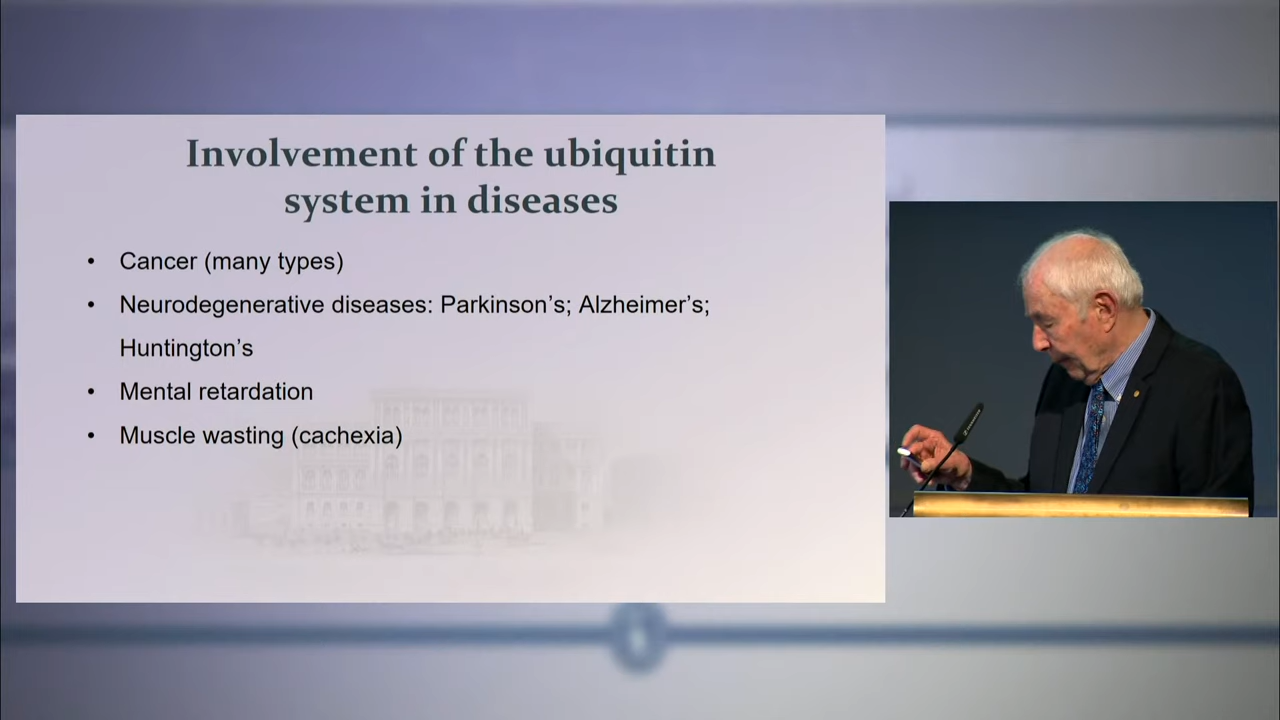 Involvement of the ubiquitin
system in diseases
• Cancer (many types)
• Neurodegenerative diseases: Parkinson’s; Alzheimer’s;
Huntington’s
• Mental retardation
• Muscle wasting (cachexia)